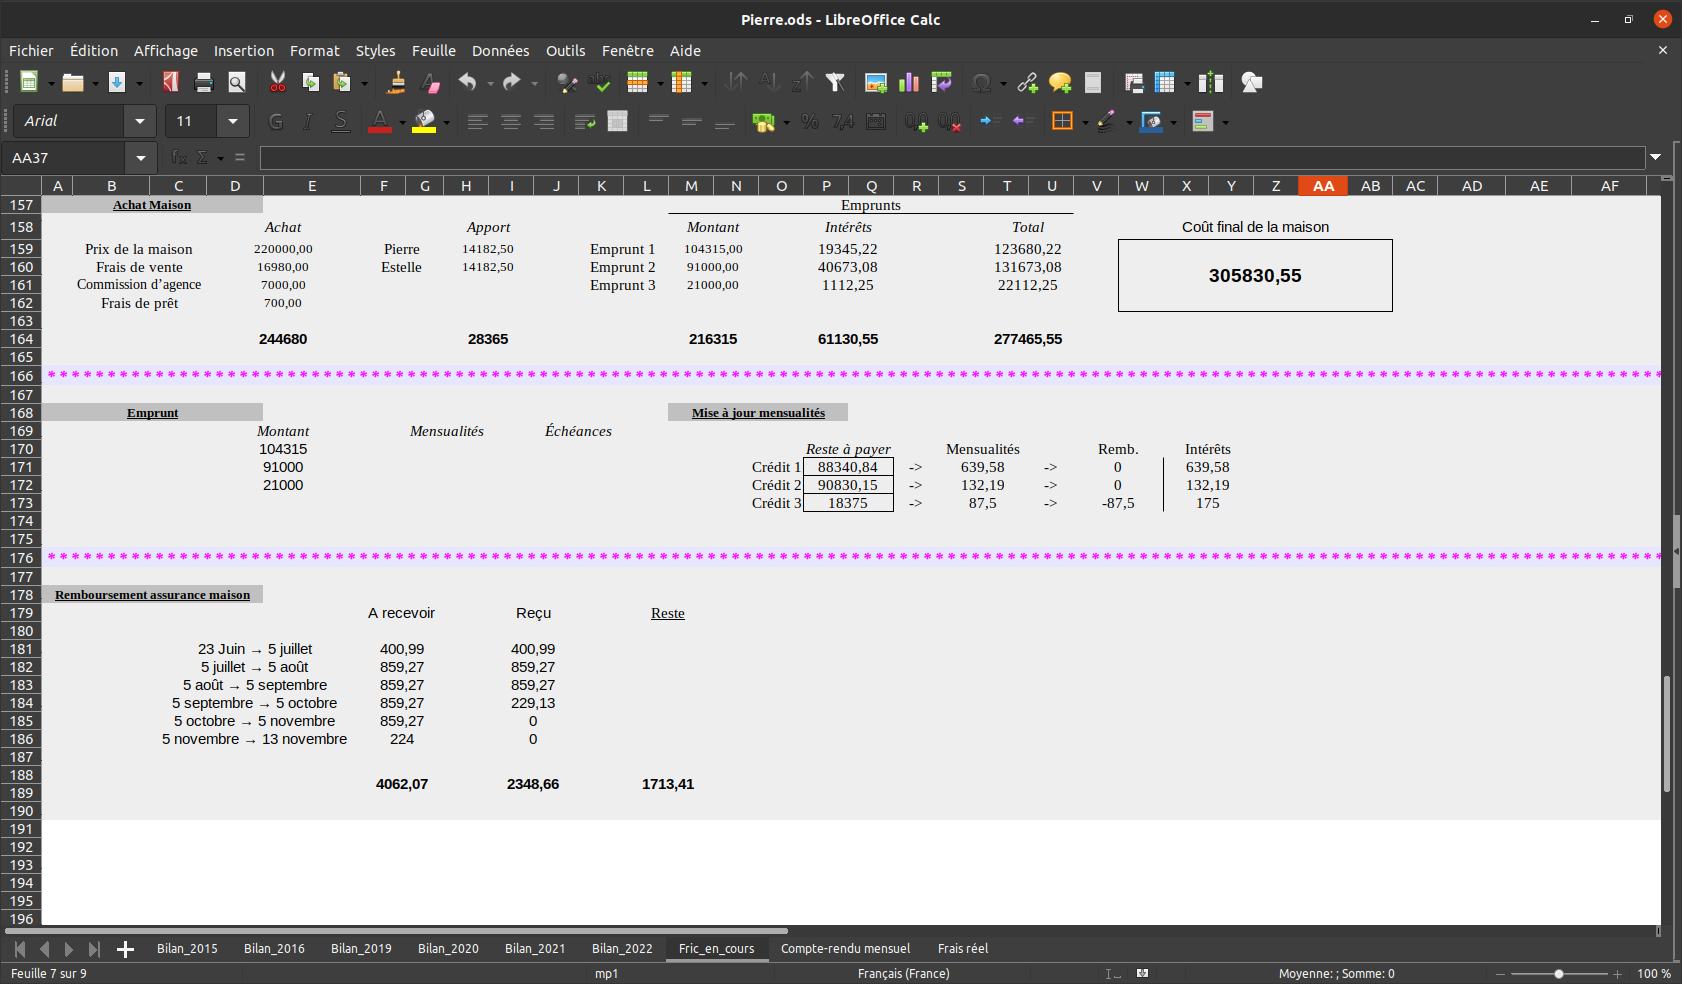 Pierre.ods - LibreOffice Calc
Fichier Édition Affichage Insertion Format Styles Feuille Données Outils Fenêtre Aide
Arial 11 G I S A % 7,4
AA37 fx Σ =
A B C D E F G H I J K L M N O P Q R S T U V W X Y Z AA AB AC AD AE AF
157 Achat Maison Emprunts
158 Achat Apport Montant Intérêts Total Coût final de la maison
159 Prix de la maison 220000,00 Pierre 14182,50 Emprunt 1 104315,00 19345,22 123680,22
160 Frais de vente 16980,00 Estelle 14182,50 Emprunt 2 91000,00 40673,08 131673,08 305830,55
161 Commission d'agence 7000,00 Emprunt 3 21000,00 1112,25 22112,25
162 Frais de prêt 700,00
163
164 244680 28365 216315 61130,55 277465,55
165
166 * * * * * * * * * * * * * * * * * * * * * * * * * * * * * * * * * * * * * * * * * * * * * * * * * *
167
168 Emprunt Mise à jour mensualités
169 Montant Mensualités Échéances
170 104315 Reste à payer Mensualités Remb. Intérêts
171 91000 Crédit 1 88340,84 -> 639,58 -> 0 639,58
172 21000 Crédit 2 90830,15 -> 132,19 -> 0 132,19
173 Crédit 3 18375 -> 87,5 -> -87,5 175
174
175
176 * * * * * * * * * * * * * * * * * * * * * * * * * * * * * * * * * * * * * * * * * * * * * * * * * *
177
178 Remboursement assurance maison
179 A recevoir Reçu Reste
180
181 23 Juin → 5 juillet 400,99 400,99
182 5 juillet → 5 août 859,27 859,27
183 5 août → 5 septembre 859,27 859,27
184 5 septembre → 5 octobre 859,27 229,13
185 5 octobre → 5 novembre 859,27 0
186 5 novembre → 13 novembre 224 0
187
188 4062,07 2348,66 1713,41
189
190
191
192
193
194
195
196
Bilan_2015 Bilan_2016 Bilan_2019 Bilan_2020 Bilan_2021 Bilan_2022 Fric_en_cours Compte-rendu mensuel Frais réel
Feuille 7 sur 9 mp1 Français (France) Moyenne: ; Somme: 0 100 %